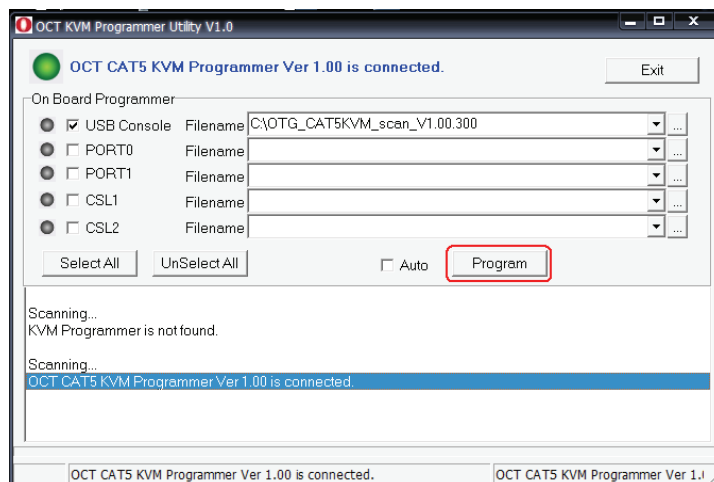 OCT KVM Programmer Utility V1.0
OCT CAT5 KVM Programmer Ver 1.00 is connected.
Exit
On Board Programmer
USB Console Filename C:\OTG_CAT5KVM_scan_V1.00.300 ...
PORT0 Filename ...
PORT1 Filename ...
CSL1 Filename ...
CSL2 Filename ...
Select All UnSelect All Auto Program
Scanning...
KVM Programmer is not found.
Scanning...
OCT CAT5 KVM Programmer Ver 1.00 is connected.
OCT CAT5 KVM Programmer Ver 1.00 is connected. OCT CAT5 KVM Programmer Ver 1.